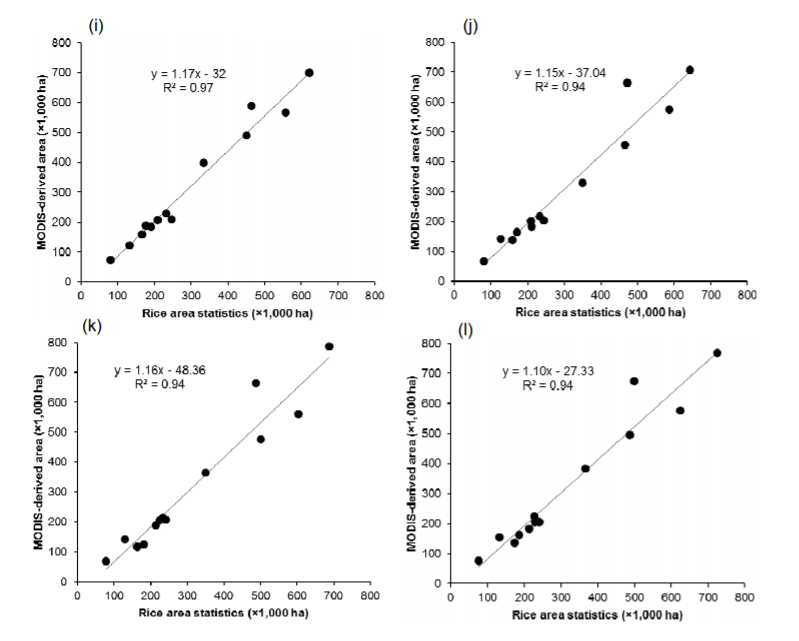 (i)
800
700
600
500
400
300
200
100
0
MODIS-derived area (×1,000 ha)
y = 1.17x - 32
R² = 0.97
0 100 200 300 400 500 600 700 800
Rice area statistics (×1,000 ha)
(j)
800
700
600
500
400
300
200
100
0
MODIS-derived area (×1,000 ha)
y = 1.15x - 37.04
R² = 0.94
0 100 200 300 400 500 600 700 800
Rice area statistics (×1,000 ha)
(k)
800
700
600
500
400
300
200
100
0
MODIS-derived area (×1,000 ha)
y = 1.16x - 48.36
R² = 0.94
0 100 200 300 400 500 600 700 800
Rice area statistics (×1,000 ha)
(l)
800
700
600
500
400
300
200
100
0
MODIS-derived area (×1,000 ha)
y = 1.10x - 27.33
R² = 0.94
0 100 200 300 400 500 600 700 800
Rice area statistics (×1,000 ha)